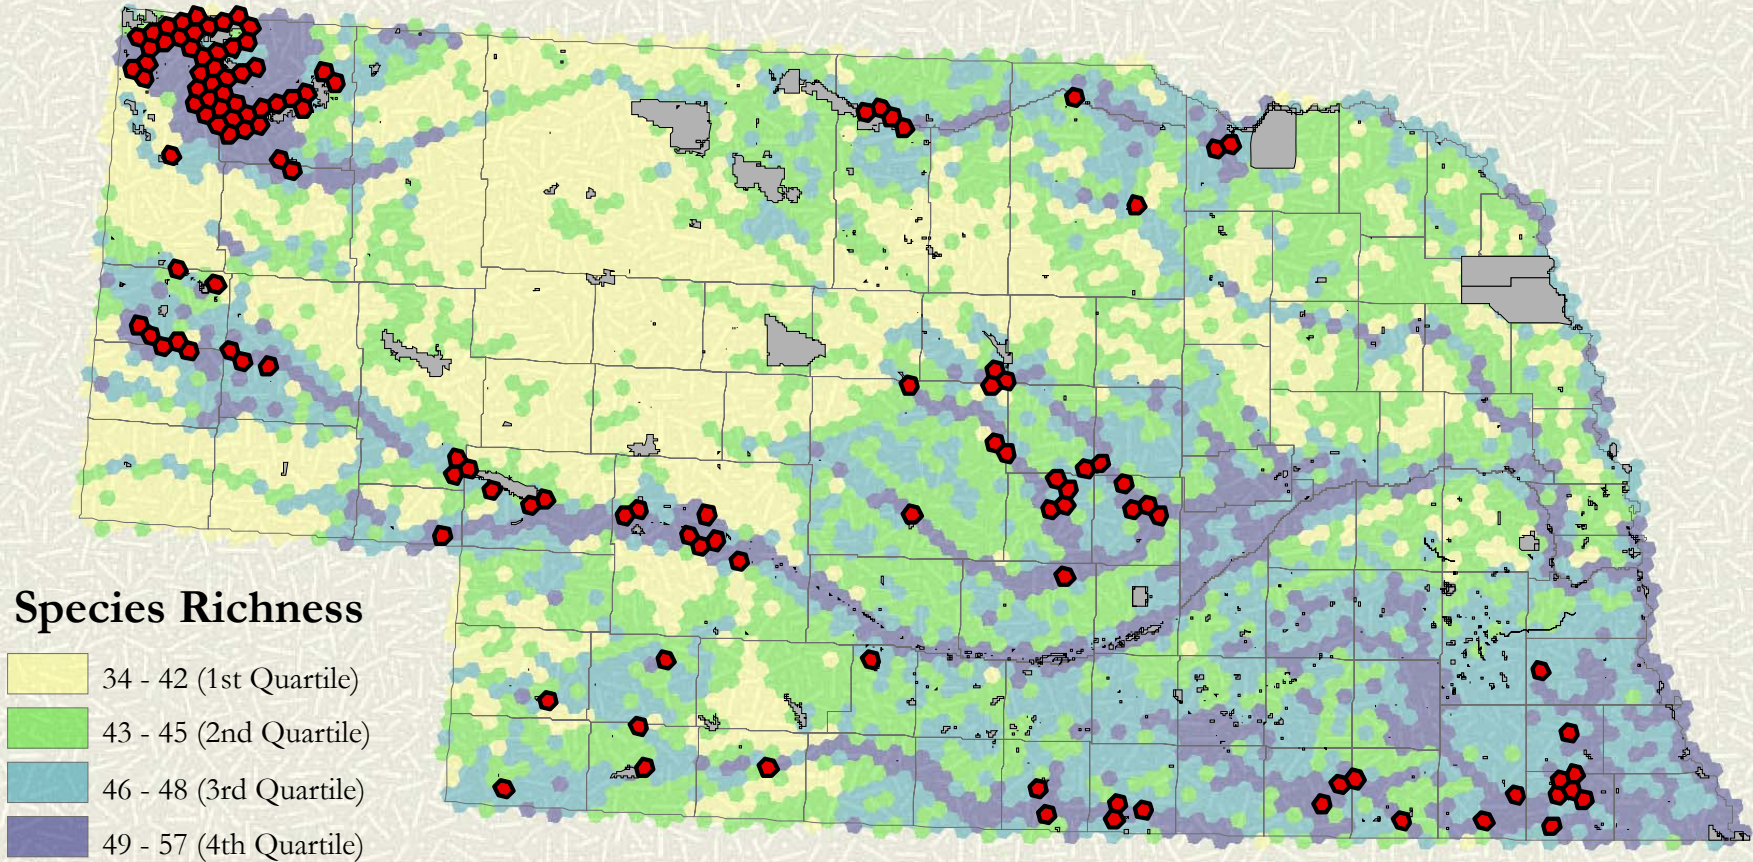 Species Richness
34 - 42 (1st Quartile)
43 - 45 (2nd Quartile)
46 - 48 (3rd Quartile)
49 - 57 (4th Quartile)